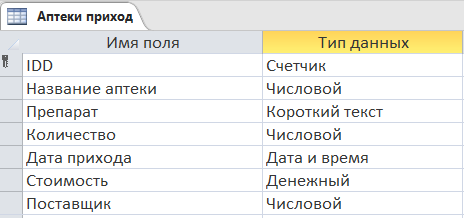 Аптеки приход
Имя поля Тип данных
IDD Счетчик
Название аптеки Числовой
Препарат Короткий текст
Количество Числовой
Дата прихода Дата и время
Стоимость Денежный
Поставщик Числовой